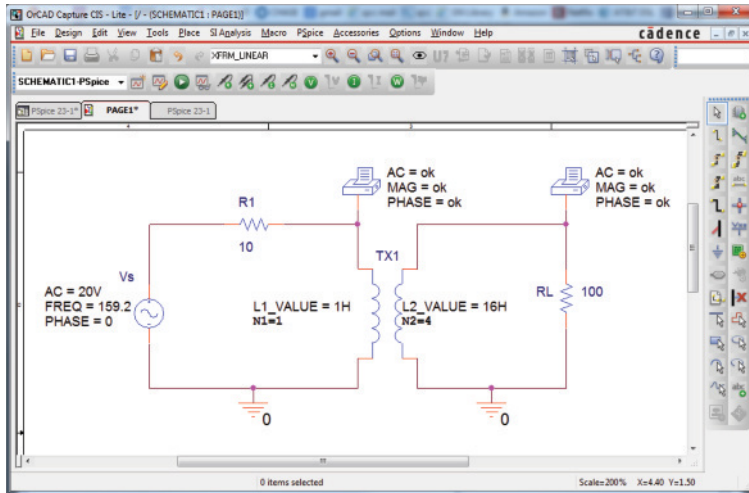 OrCAD Capture CIS - Lite - [/ - (SCHEMATIC1 : PAGE1)]
File Design Edit View Tools Place SI Analysis Macro PSpice Accessories Options Window Help
cādence
XFRM_LINEAR
U?
SCHEMATIC1-PSpice
PSpice 23-1*
PAGE1*
PSpice 23-1
AC = ok
MAG = ok
PHASE = ok
AC = ok
MAG = ok
PHASE = ok
R1
10
TX1
Vs
AC = 20V
FREQ = 159.2
PHASE = 0
L1_VALUE = 1H
N1=1
L2_VALUE = 16H
N2=4
RL
100
0
0
0 items selected
Scale=200% X=4.40 Y=1.50